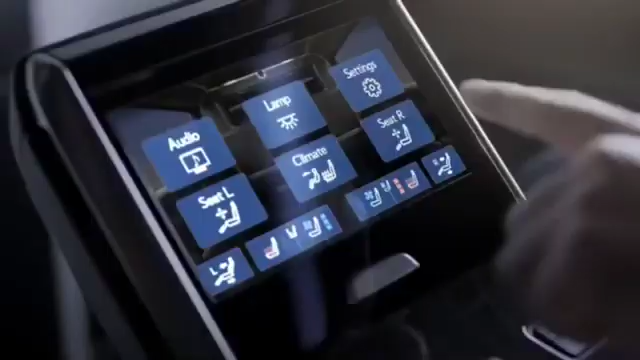 Audio
Lamp
Settings
Seat L
Climate
Seat R
L
R